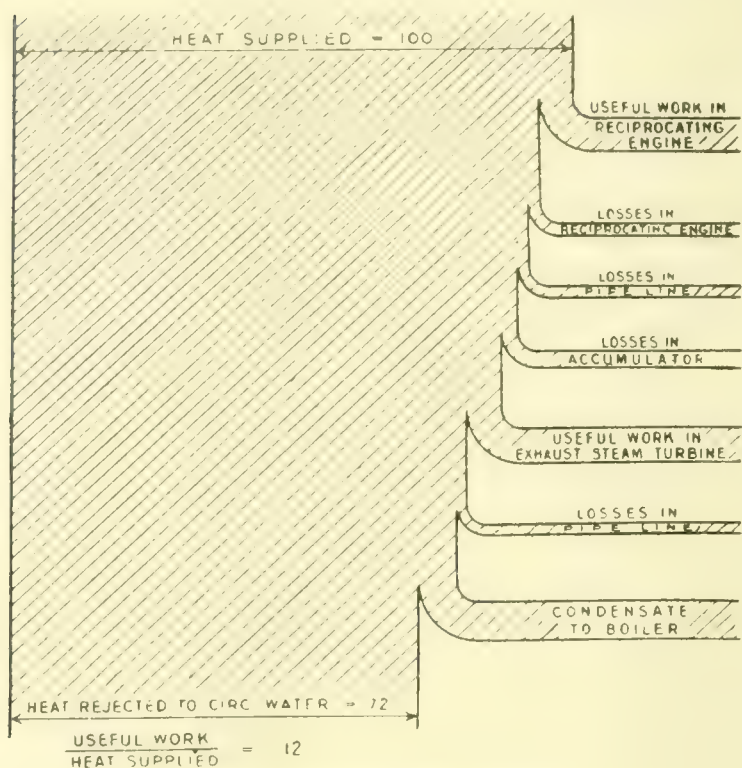 HEAT SUPPLIED = 100
USEFUL WORK IN
RECIPROCATING
ENGINE
LOSSES IN
RECIPROCATING ENGINE
LOSSES IN
PIPE LINE
LOSSES IN
ACCUMULATOR
USEFUL WORK IN
EXHAUST STEAM TURBINE
LOSSES IN
PIPE LINE
CONDENSATE
TO BOILER
HEAT REJECTED TO CIRC WATER = 72
USEFUL WORK
HEAT SUPPLIED = 12